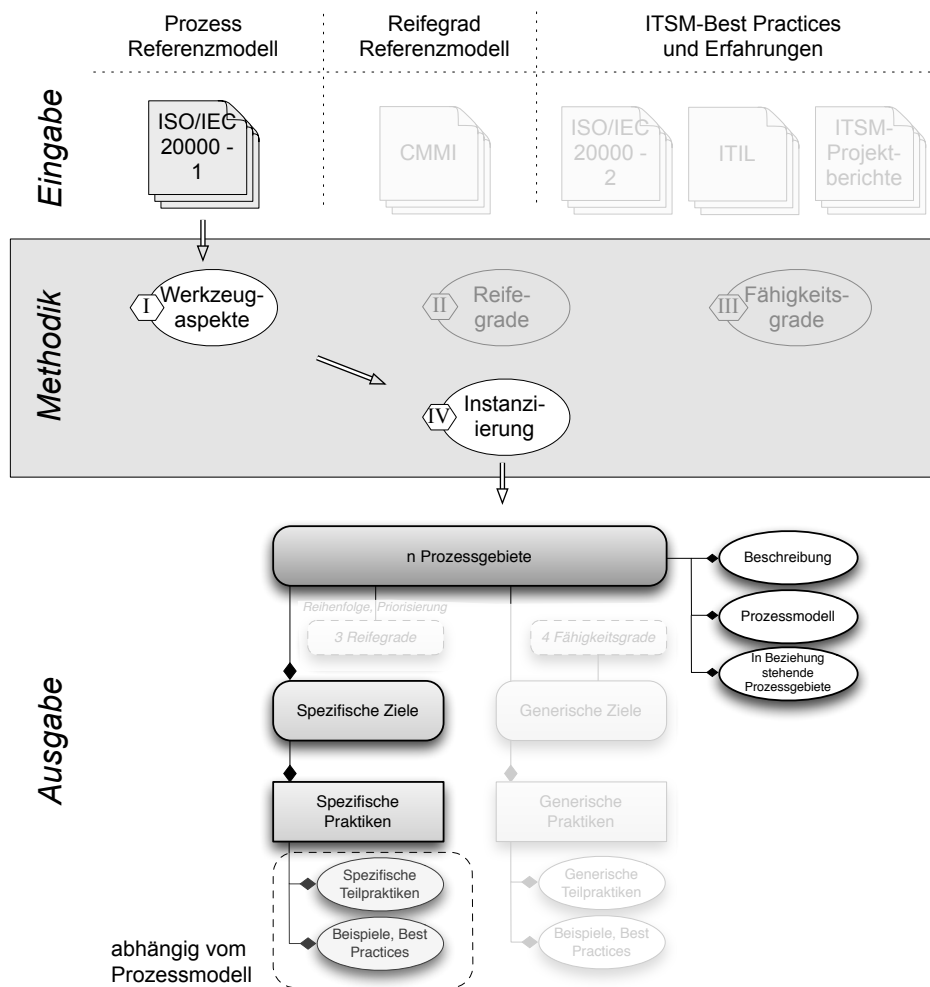 Prozess
Referenzmodell
Reifegrad
Referenzmodell
ITSM-Best Practices
und Erfahrungen
Eingabe
ISO/IEC
20000 -
1
CMMI
ISO/IEC
20000 -
2
ITIL
ITSM-
Projekt-
berichte
Methodik
I
Werkzeug-
aspekte
II
Reife-
grade
III
Fähigkeits-
grade
IV
Instanzi-
ierung
Ausgabe
n Prozessgebiete
Beschreibung
Prozessmodell
In Beziehung
stehende
Prozessgebiete
Reihenfolge, Priorisierung
3 Reifegrade
4 Fähigkeitsgrade
Spezifische Ziele
Generische Ziele
Spezifische
Praktiken
Generische
Praktiken
Spezifische
Teilpraktiken
Generische
Teilpraktiken
Beispiele, Best
Practices
Beispiele, Best
Practices
abhängig vom
Prozessmodell